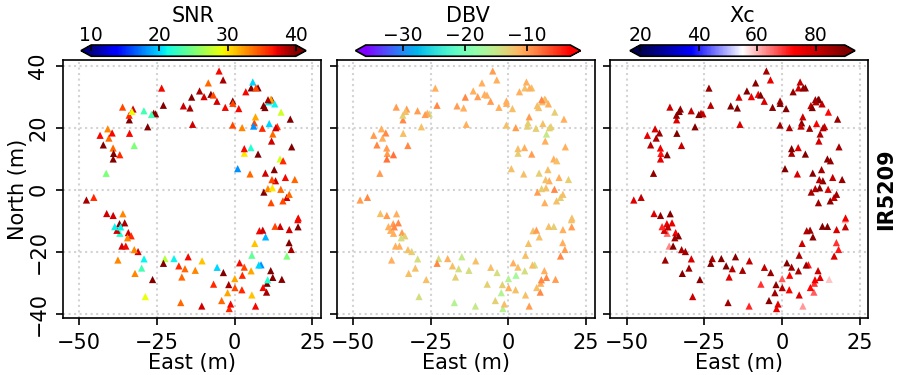 SNR DBV Xc
10 20 30 40 −30 −20 −10 20 40 60 80
40
20
0
−20
−40
North (m)
IR5209
−50 −25 0 25 −50 −25 0 25 −50 −25 0 25
East (m) East (m) East (m)